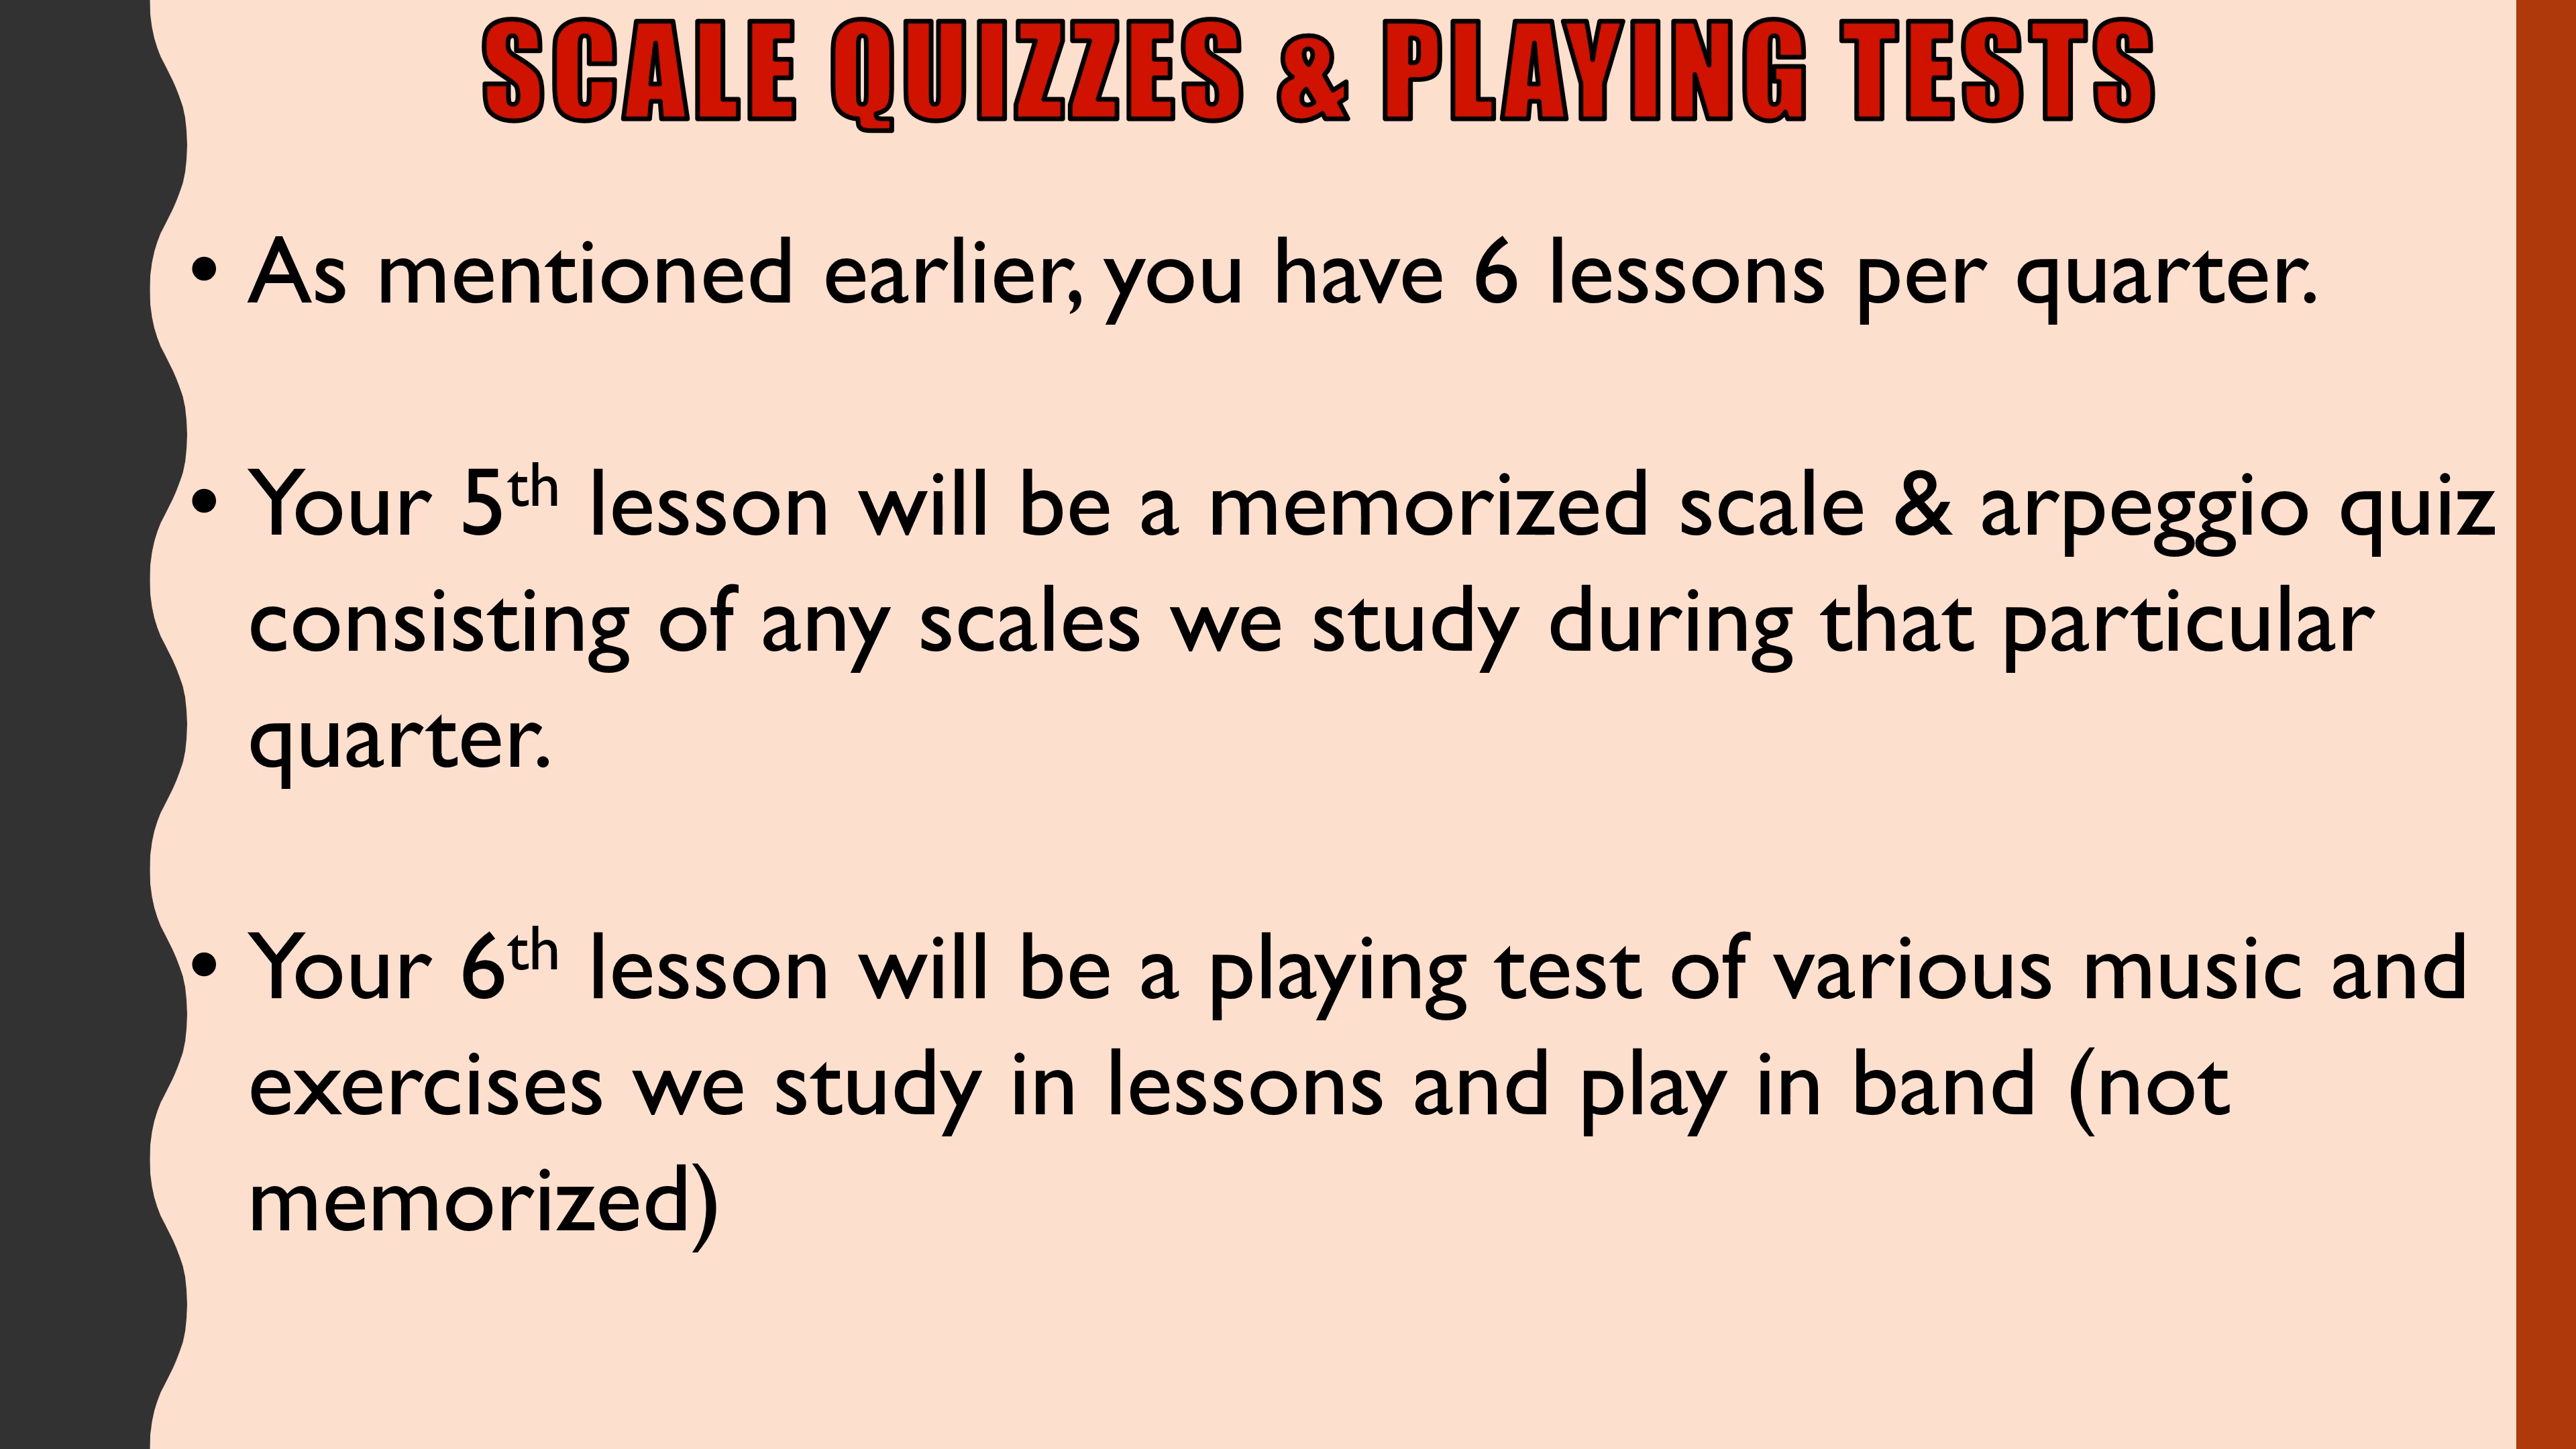 SCALE QUIZZES & PLAYING TESTS
• As mentioned earlier, you have 6 lessons per quarter.
• Your 5th lesson will be a memorized scale & arpeggio quiz
consisting of any scales we study during that particular
quarter.
• Your 6th lesson will be a playing test of various music and
exercises we study in lessons and play in band (not
memorized)